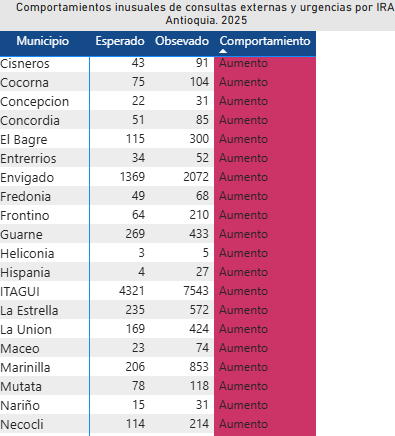 Comportamientos inusuales de consultas externas y urgencias por IRA
Antioquia. 2025
Municipio Esperado Obsevado Comportamiento
Cisneros 43 91 Aumento
Cocorna 75 104 Aumento
Concepcion 22 31 Aumento
Concordia 51 85 Aumento
El Bagre 115 300 Aumento
Entrerrios 34 52 Aumento
Envigado 1369 2072 Aumento
Fredonia 49 68 Aumento
Frontino 64 210 Aumento
Guarne 269 433 Aumento
Heliconia 3 5 Aumento
Hispania 4 27 Aumento
ITAGUI 4321 7543 Aumento
La Estrella 235 572 Aumento
La Union 169 424 Aumento
Maceo 23 74 Aumento
Marinilla 206 853 Aumento
Mutata 78 118 Aumento
Nariño 15 31 Aumento
Necocli 114 214 Aumento